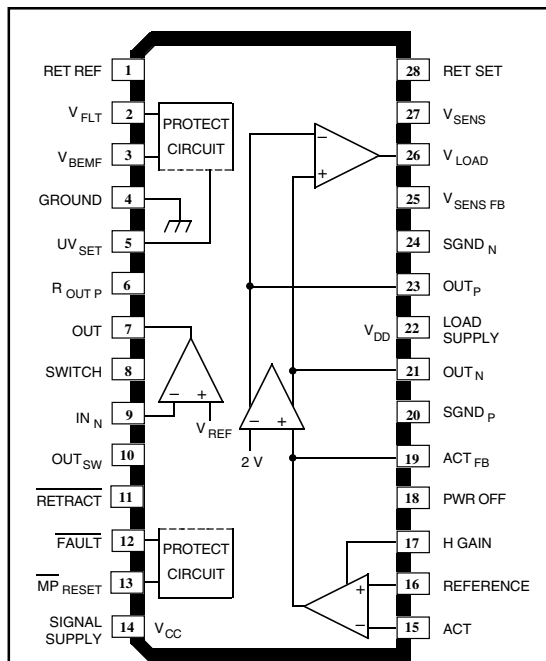 RET REF 1
V FLT 2
V BEMF 3
GROUND 4
UV SET 5
R OUT P 6
OUT 7
SWITCH 8
IN N 9
OUT SW 10
RETRACT 11
FAULT 12
MP RESET 13
SIGNAL SUPPLY 14 V CC
PROTECT CIRCUIT
− + V REF
PROTECT CIRCUIT
− +
− +
2 V
+ −
28 RET SET
27 V SENS
26 V LOAD
25 V SENS FB
24 SGND N
23 OUT P
V DD 22 LOAD SUPPLY
21 OUT N
20 SGND P
19 ACT FB
18 PWR OFF
17 H GAIN
16 REFERENCE
15 ACT